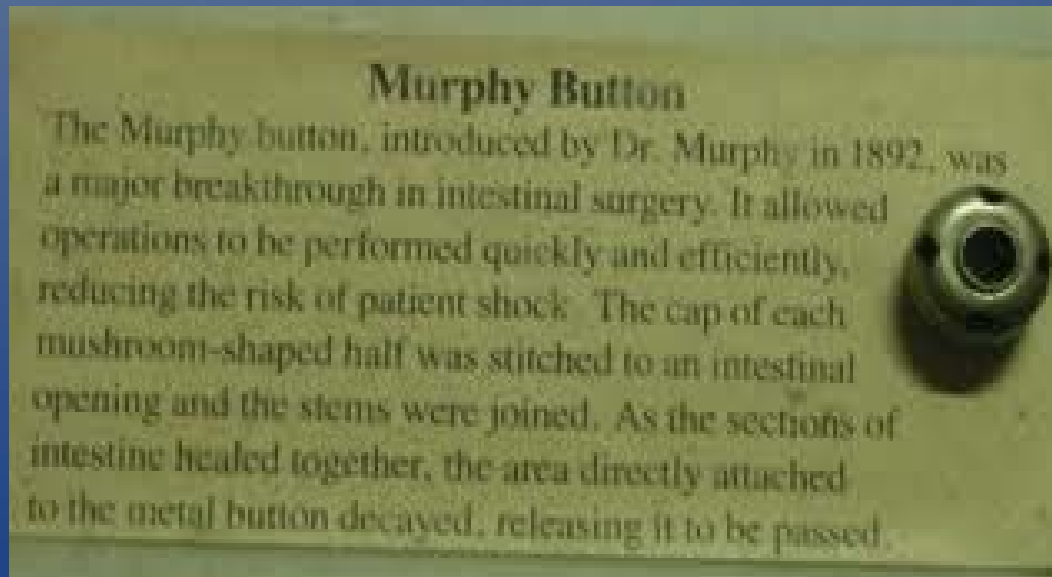 Murphy Button
The Murphy button, introduced by Dr. Murphy in 1892, was
a major breakthrough in intestinal surgery. It allowed
operations to be performed quickly and efficiently,
reducing the risk of patient shock. The cap of each
mushroom-shaped half was stitched to an intestinal
opening and the stems were joined. As the sections of
intestine healed together, the area directly attached
to the metal button decayed, releasing it to be passed.